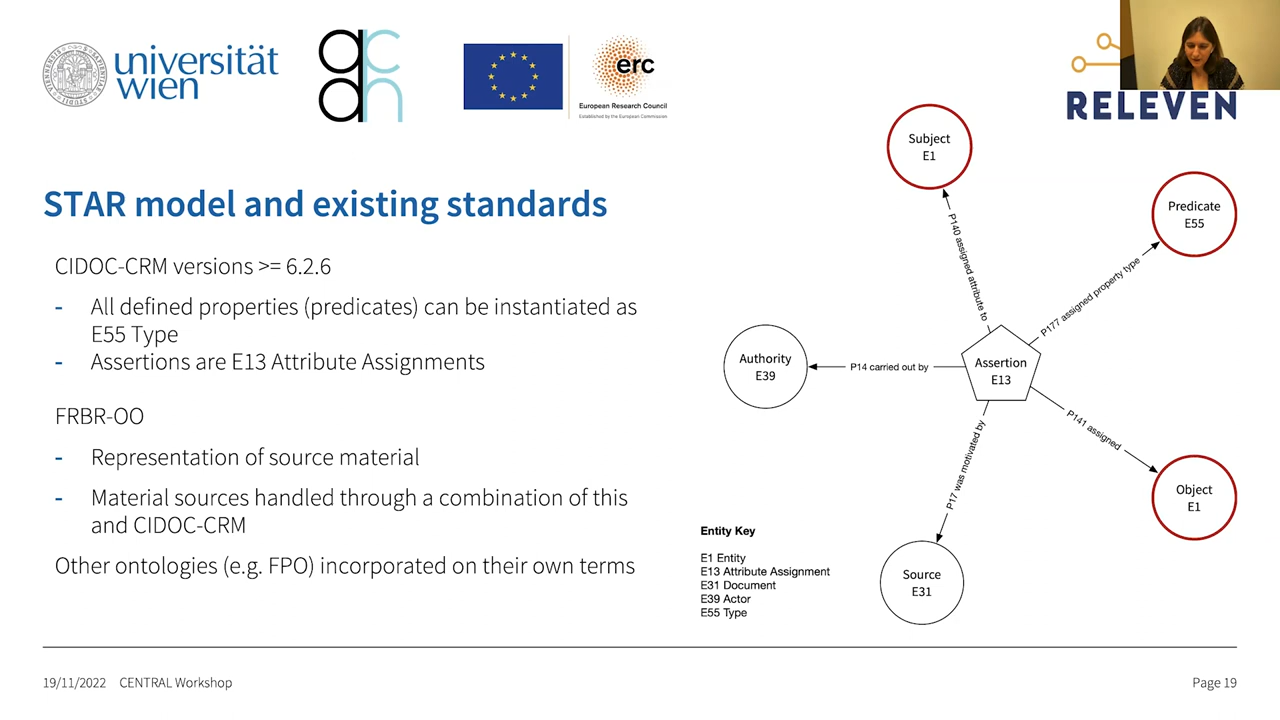 universität
wien
acdh
erc
European Research Council
Established by the European Commission
RELEVEN
STAR model and existing standards
CIDOC-CRM versions >= 6.2.6
- All defined properties (predicates) can be instantiated as
E55 Type
- Assertions are E13 Attribute Assignments
FRBR-OO
- Representation of source material
- Material sources handled through a combination of this
and CIDOC-CRM
Other ontologies (e.g. FPO) incorporated on their own terms
Subject
E1
Predicate
E55
P140 assigned attribute to
P177 assigned property type
Authority
E39
P14 carried out by
Assertion
E13
P141 assigned
P17 was motivated by
Object
E1
Source
E31
Entity Key
E1 Entity
E13 Attribute Assignment
E31 Document
E39 Actor
E55 Type
19/11/2022 CENTRAL Workshop
Page 19